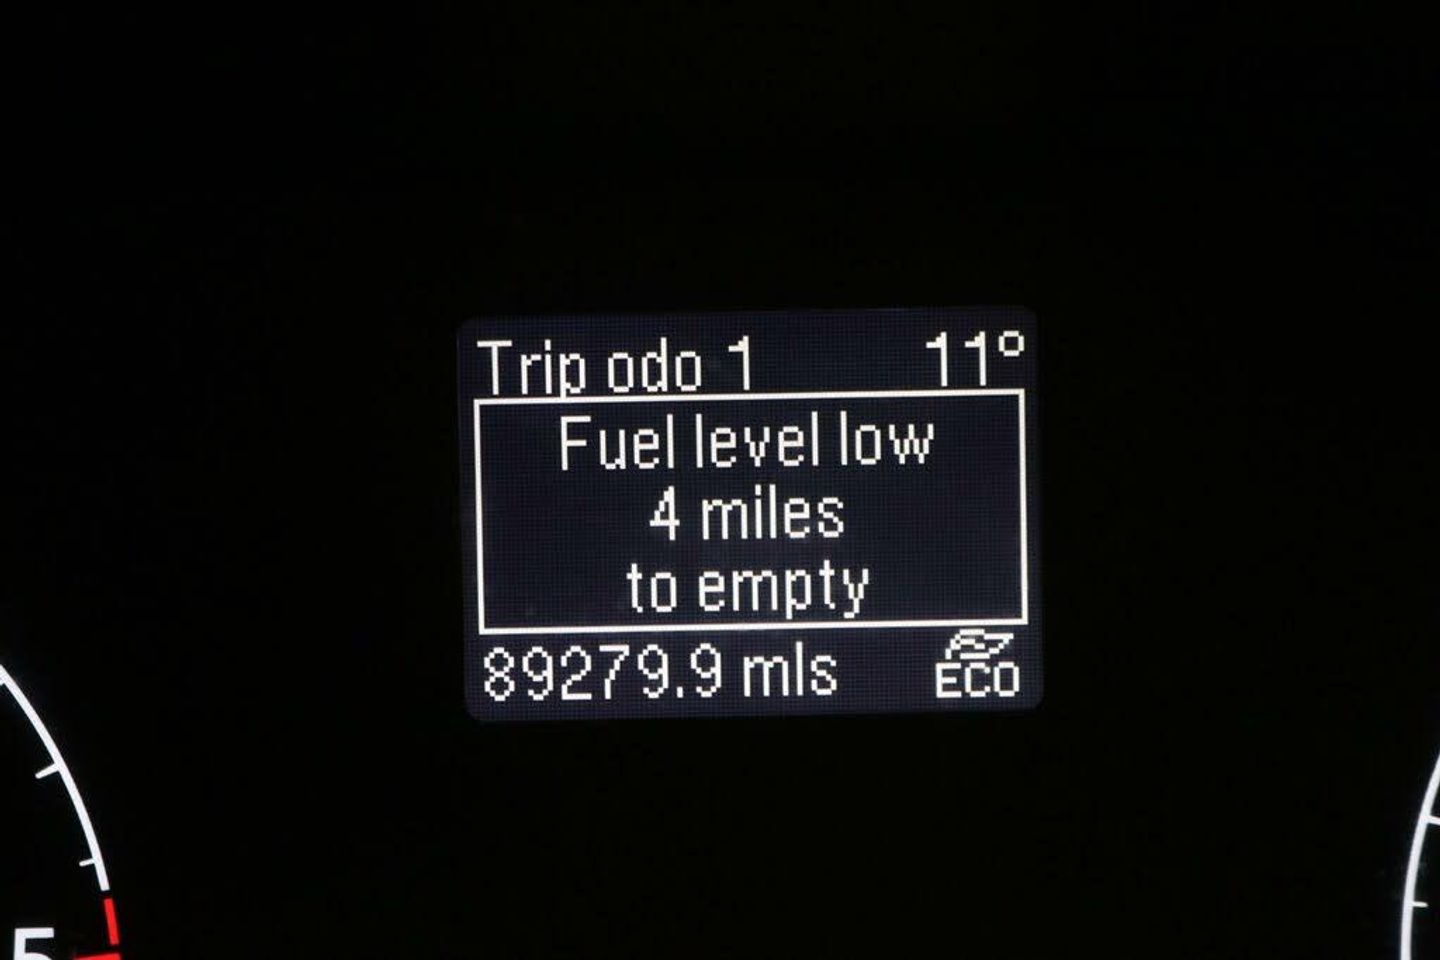 Trip odo 1 11°
Fuel level low
4 miles
to empty
89279.9 mls ECO
5